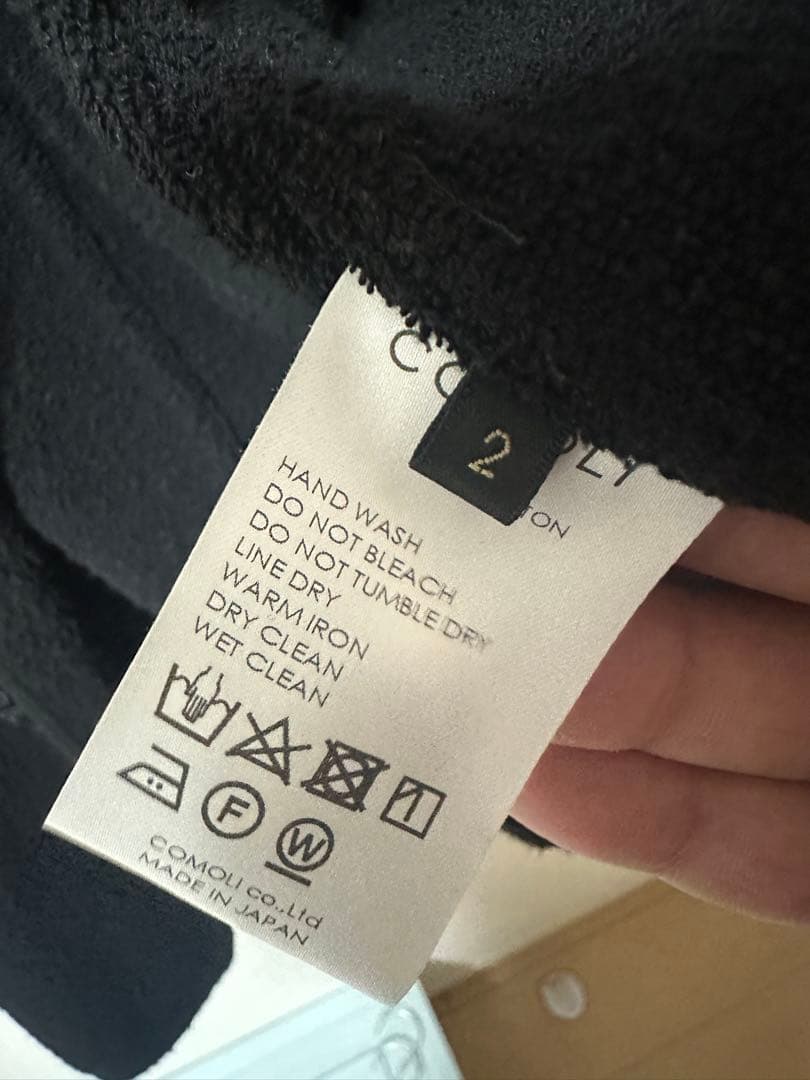 2
HAND WASH
DO NOT BLEACH
DO NOT TUMBLE DRY
LINE DRY
WARM IRON
DRY CLEAN
WET CLEAN
F
W
COMOLI CO.,Ltd
MADE IN JAPAN